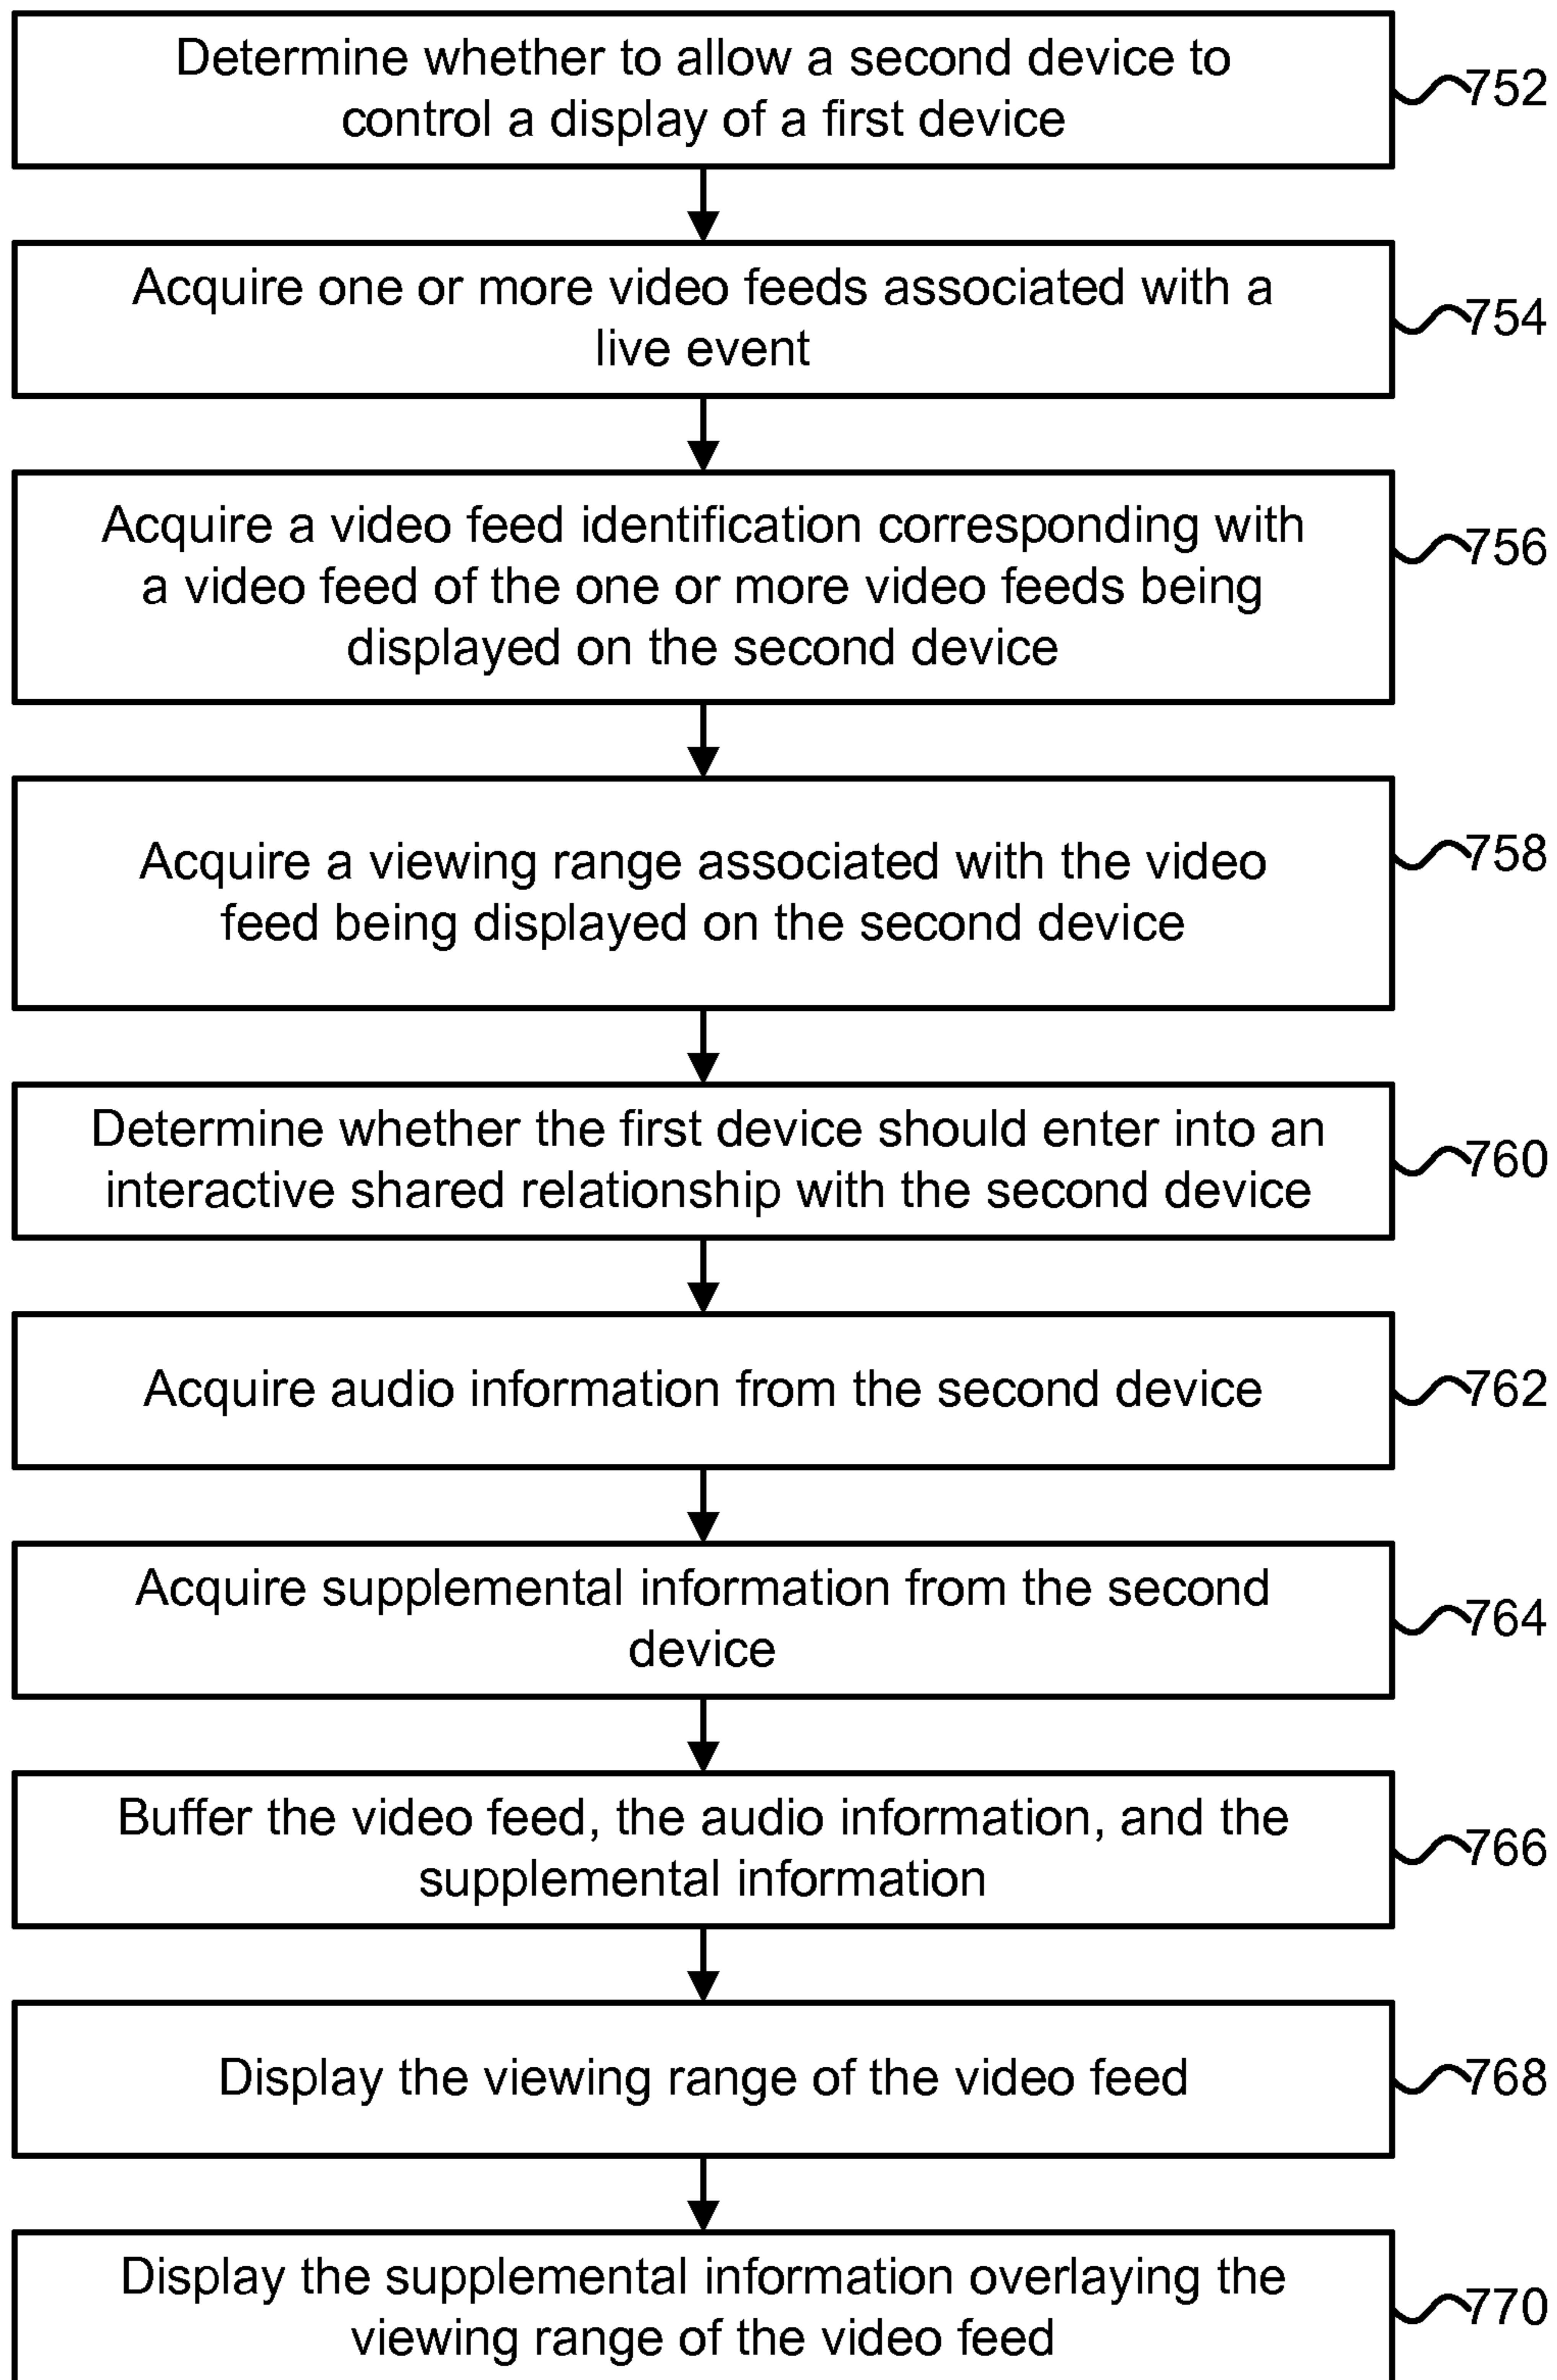 Determine whether to allow a second device to
control a display of a first device
752
Acquire one or more video feeds associated with a
live event
754
Acquire a video feed identification corresponding with
a video feed of the one or more video feeds being
displayed on the second device
756
Acquire a viewing range associated with the video
feed being displayed on the second device
758
Determine whether the first device should enter into an
interactive shared relationship with the second device
760
Acquire audio information from the second device
762
Acquire supplemental information from the second
device
764
Buffer the video feed, the audio information, and the
supplemental information
766
Display the viewing range of the video feed
768
Display the supplemental information overlaying the
viewing range of the video feed
770